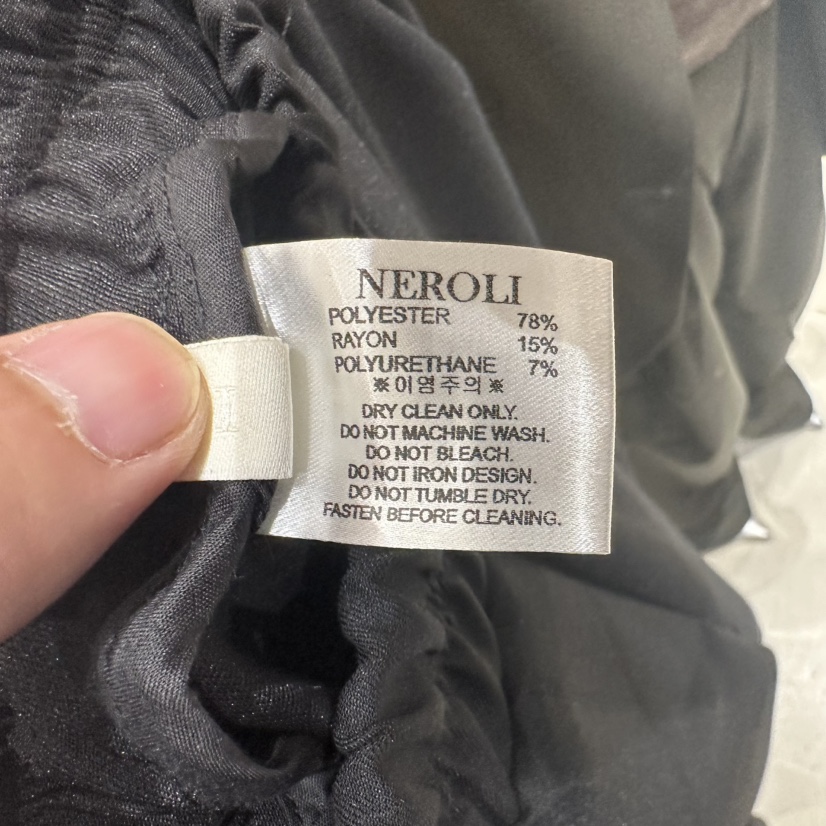 NEROLI
POLYESTER 78%
RAYON 15%
POLYURETHANE 7%
※이염주의※
DRY CLEAN ONLY.
DO NOT MACHINE WASH.
DO NOT BLEACH.
DO NOT IRON DESIGN.
DO NOT TUMBLE DRY.
FASTEN BEFORE CLEANING.